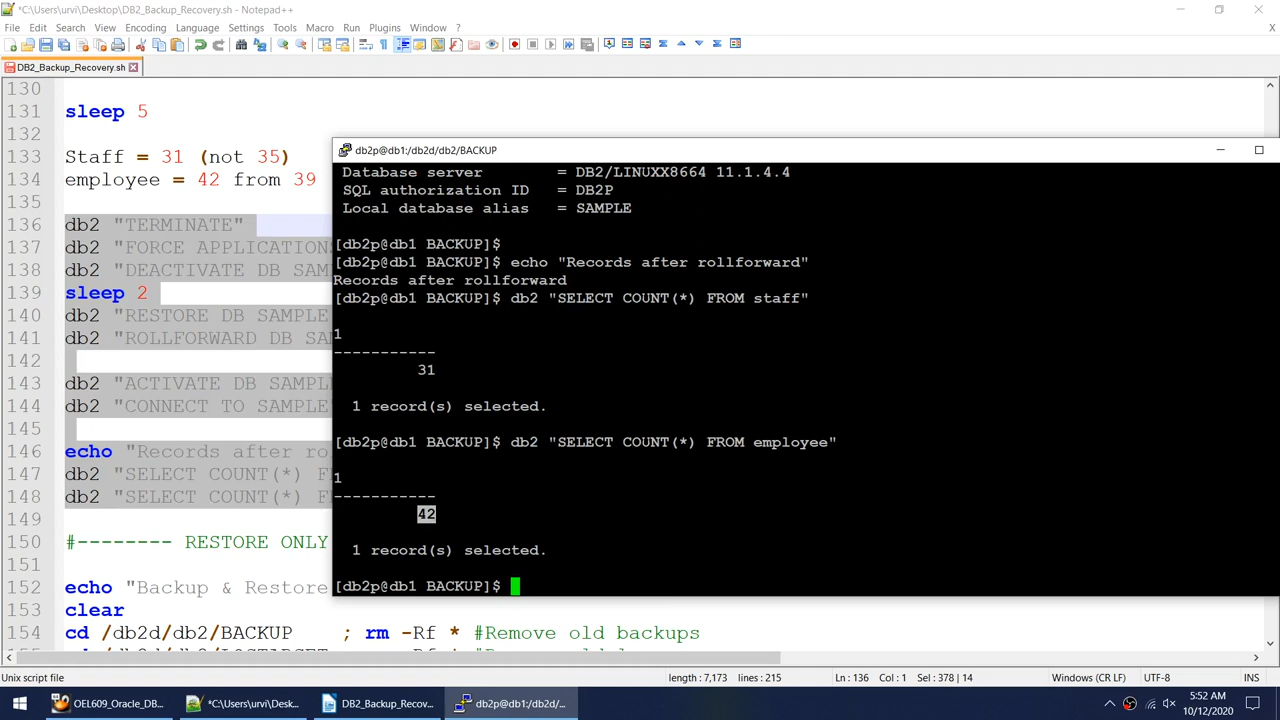 *C:\Users\urvi\Desktop\DB2_Backup_Recovery.sh - Notepad++
File Edit Search View Encoding Language Settings Tools Macro Run Plugins Window ?
X
DB2_Backup_Recovery.sh
130
131 sleep 5
132
133 Staff = 31 (not 35)
134 employee = 42 from 39
135
136 db2 "TERMINATE"
137 db2 "FORCE APPLICATIONS
138 db2 "DEACTIVATE DB SAMPL
139 sleep 2
140 db2 "RESTORE DB SAMPLE
141 db2 "ROLLFORWARD DB SAM
142
143 db2 "ACTIVATE DB SAMPLE
144 db2 "CONNECT TO SAMPLE
145
146 echo "Records after rol
147 db2 "SELECT COUNT(*) F
148 db2 "SELECT COUNT(*) F
149
150 #-------- RESTORE ONLY
151
152 echo "Backup & Restore
153 clear
154 cd /db2d/db2/BACKUP ; rm -Rf * #Remove old backups
db2p@db1:/db2d/db2/BACKUP
Database server = DB2/LINUXX8664 11.1.4.4
SQL authorization ID = DB2P
Local database alias = SAMPLE
[db2p@db1 BACKUP]$
[db2p@db1 BACKUP]$ echo "Records after rollforward"
Records after rollforward
[db2p@db1 BACKUP]$ db2 "SELECT COUNT(*) FROM staff"
1
-----------
31
1 record(s) selected.
[db2p@db1 BACKUP]$ db2 "SELECT COUNT(*) FROM employee"
1
-----------
42
1 record(s) selected.
[db2p@db1 BACKUP]$
Unix script file length : 7,173 lines : 215 Ln : 136 Col : 1 Sel : 378 | 14 Windows (CR LF) UTF-8 INS
OEL609_Oracle_DB... *C:\Users\urvi\Desk... DB2_Backup_Recov... db2p@db1:/db2d/... 5:52 AM
10/12/2020